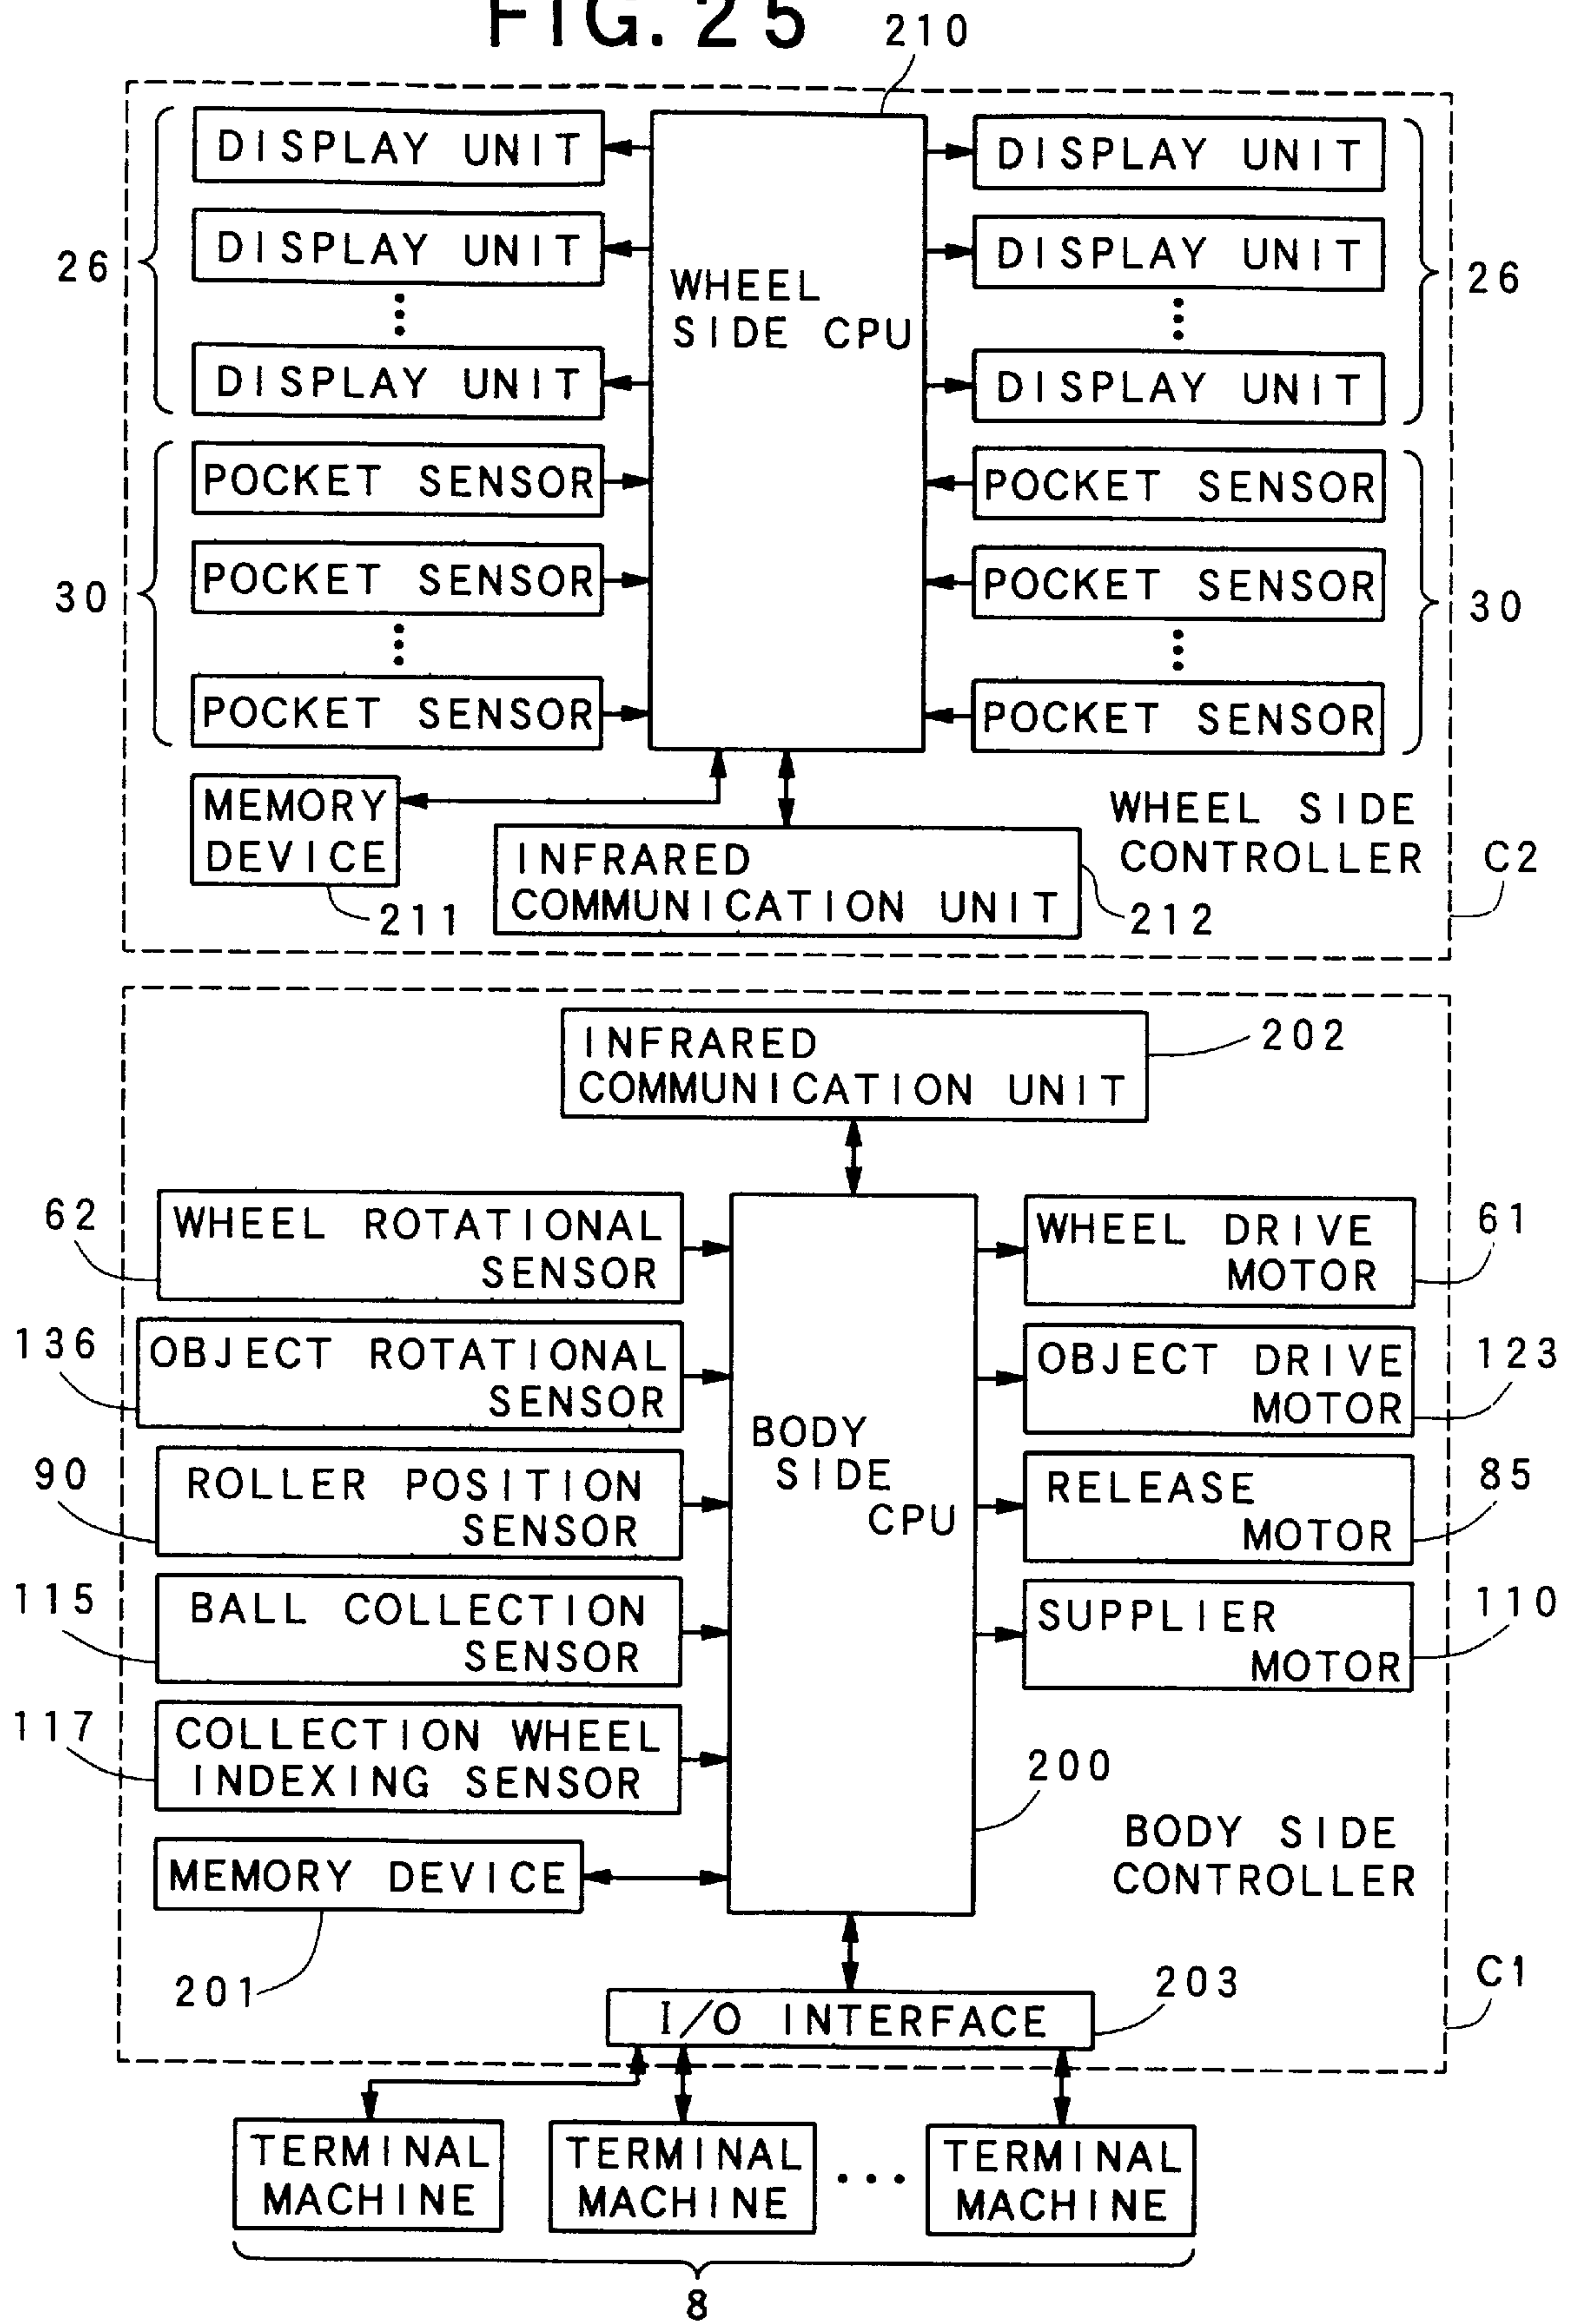 FIG. 25
210
DISPLAY UNIT
DISPLAY UNIT
DISPLAY UNIT
26
POCKET SENSOR
POCKET SENSOR
POCKET SENSOR
30
WHEEL
SIDE CPU
DISPLAY UNIT
DISPLAY UNIT
DISPLAY UNIT
26
POCKET SENSOR
POCKET SENSOR
POCKET SENSOR
30
MEMORY
DEVICE
211
INFRARED
COMMUNICATION UNIT
212
WHEEL SIDE
CONTROLLER
C2
INFRARED
COMMUNICATION UNIT
202
62
WHEEL ROTATIONAL
SENSOR
136
OBJECT ROTATIONAL
SENSOR
90
ROLLER POSITION
SENSOR
115
BALL COLLECTION
SENSOR
117
COLLECTION WHEEL
INDEXING SENSOR
MEMORY DEVICE
201
BODY
SIDE
CPU
200
WHEEL DRIVE
MOTOR
61
OBJECT DRIVE
MOTOR
123
RELEASE
MOTOR
85
SUPPLIER
MOTOR
110
BODY SIDE
CONTROLLER
C1
I/O INTERFACE
203
TERMINAL
MACHINE
TERMINAL
MACHINE
TERMINAL
MACHINE
8